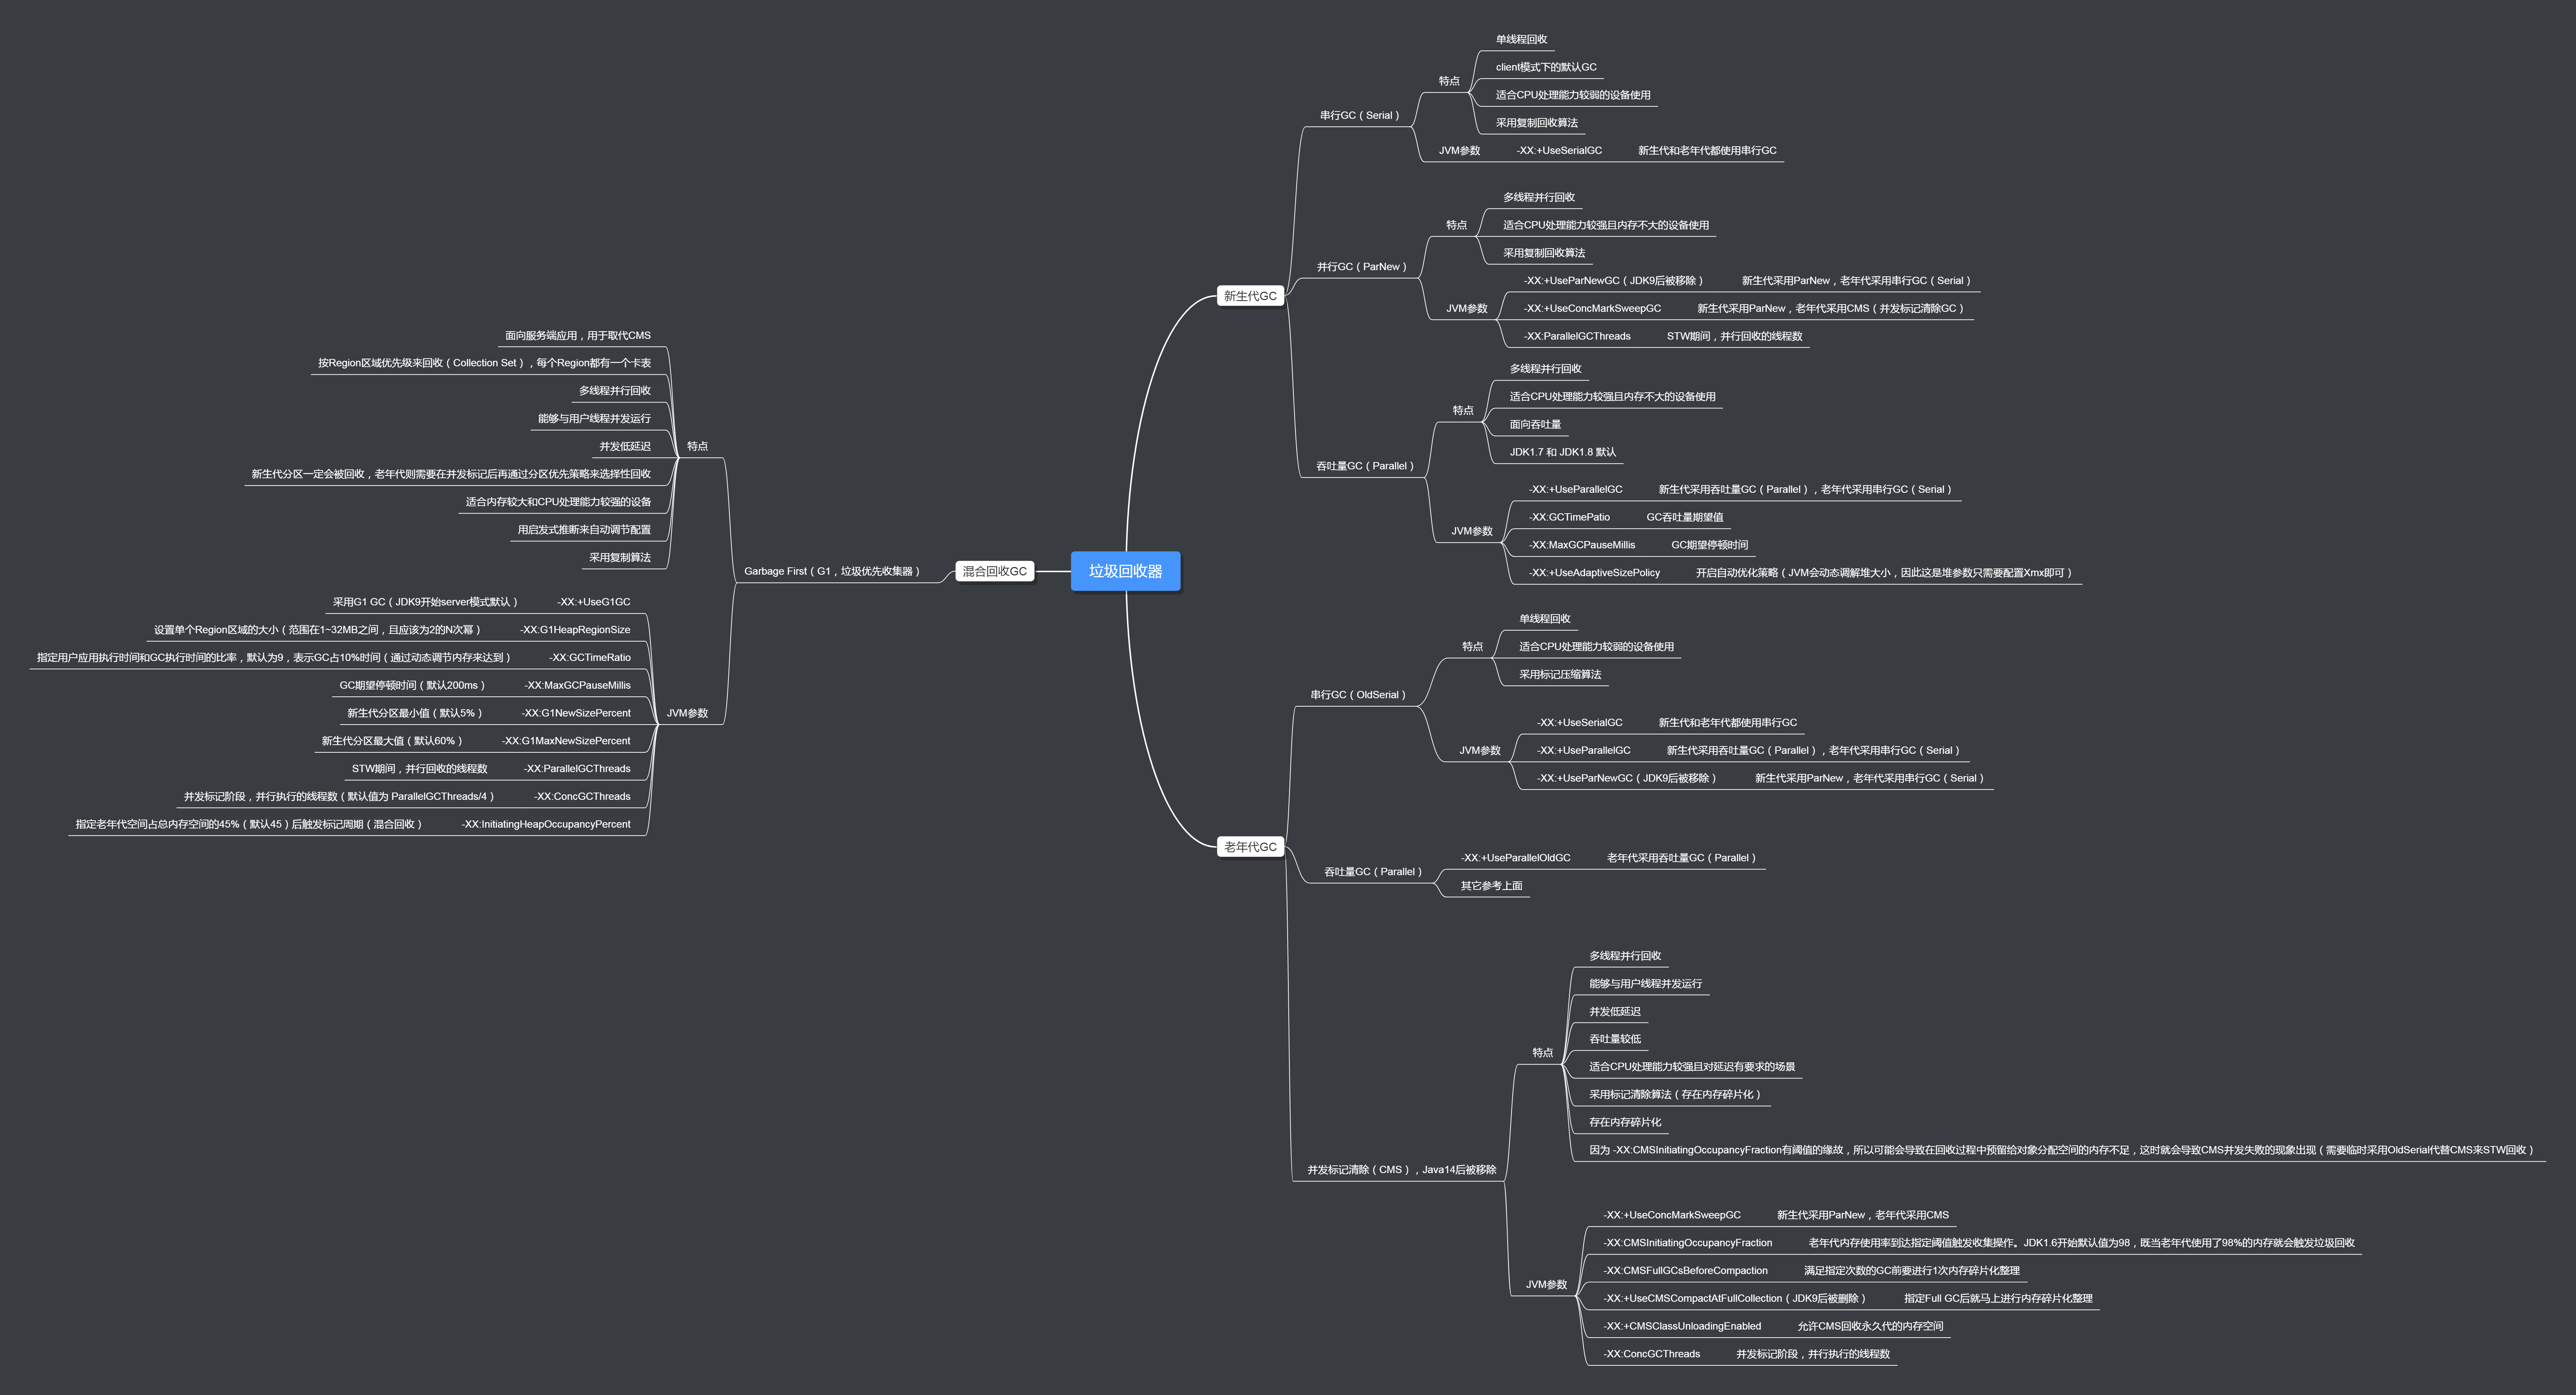 垃圾回收器
新生代GC
串行GC（Serial）
特点
单线程回收
client模式下的默认GC
适合CPU处理能力较弱的设备使用
采用复制回收算法
JVM参数
-XX:+UseSerialGC
新生代和老年代都使用串行GC
并行GC（ParNew）
特点
多线程并行回收
适合CPU处理能力较强且内存不大的设备使用
采用复制回收算法
JVM参数
-XX:+UseParNewGC（JDK9后被移除）
新生代采用ParNew，老年代采用串行GC（Serial）
-XX:+UseConcMarkSweepGC
新生代采用ParNew，老年代采用CMS（并发标记清除GC）
-XX:ParallelGCThreads
STW期间，并行回收的线程数
吞吐量GC（Parallel）
特点
多线程并行回收
适合CPU处理能力较强且内存不大的设备使用
面向吞吐量
JDK1.7 和 JDK1.8 默认
JVM参数
-XX:+UseParallelGC
新生代采用吞吐量GC（Parallel），老年代采用串行GC（Serial）
-XX:GCTimePatio
GC吞吐量期望值
-XX:MaxGCPauseMillis
GC期望停顿时间
-XX:+UseAdaptiveSizePolicy
开启自动优化策略（JVM会动态调解堆大小，因此这是堆参数只需要配置Xmx即可）
老年代GC
串行GC（OldSerial）
特点
单线程回收
适合CPU处理能力较弱的设备使用
采用标记压缩算法
JVM参数
-XX:+UseSerialGC
新生代和老年代都使用串行GC
-XX:+UseParallelGC
新生代采用吞吐量GC（Parallel），老年代采用串行GC（Serial）
-XX:+UseParNewGC（JDK9后被移除）
新生代采用ParNew，老年代采用串行GC（Serial）
吞吐量GC（Parallel）
-XX:+UseParallelOldGC
老年代采用吞吐量GC（Parallel）
其它参考上面
并发标记清除（CMS），Java14后被移除
特点
多线程并行回收
能够与用户线程并发运行
并发低延迟
吞吐量较低
适合CPU处理能力较强且对延迟有要求的场景
采用标记清除算法（存在内存碎片化）
存在内存碎片化
因为 -XX:CMSInitiatingOccupancyFraction有阈值的缘故，所以可能会导致在回收过程中预留给对象分配空间的内存不足，这时就会导致CMS并发失败的现象出现（需要临时采用OldSerial代替CMS来STW回收）
JVM参数
-XX:+UseConcMarkSweepGC
新生代采用ParNew，老年代采用CMS
-XX:CMSInitiatingOccupancyFraction
老年代内存使用率到达指定阈值触发收集操作。JDK1.6开始默认值为98，既当老年代使用了98%的内存就会触发垃圾回收
-XX:CMSFullGCsBeforeCompaction
满足指定次数的GC前要进行1次内存碎片化整理
-XX:+UseCMSCompactAtFullCollection（JDK9后被删除）
指定Full GC后就马上进行内存碎片化整理
-XX:+CMSClassUnloadingEnabled
允许CMS回收永久代的内存空间
-XX:ConcGCThreads
并发标记阶段，并行执行的线程数
混合回收GC
Garbage First（G1，垃圾优先收集器）
特点
面向服务端应用，用于取代CMS
按Region区域优先级来回收（Collection Set），每个Region都有一个卡表
多线程并行回收
能够与用户线程并发运行
并发低延迟
新生代分区一定会被回收，老年代则需要在并发标记后再通过分区优先策略来选择性回收
适合内存较大和CPU处理能力较强的设备
用启发式推断来自动调节配置
采用复制算法
JVM参数
采用G1 GC（JDK9开始server模式默认）
-XX:+UseG1GC
设置单个Region区域的大小（范围在1~32MB之间，且应该为2的N次幂）
-XX:G1HeapRegionSize
指定用户应用执行时间和GC执行时间的比率，默认为9，表示GC占10%时间（通过动态调节内存来达到）
-XX:GCTimeRatio
GC期望停顿时间（默认200ms）
-XX:MaxGCPauseMillis
新生代分区最小值（默认5%）
-XX:G1NewSizePercent
新生代分区最大值（默认60%）
-XX:G1MaxNewSizePercent
STW期间，并行回收的线程数
-XX:ParallelGCThreads
并发标记阶段，并行执行的线程数（默认值为 ParallelGCThreads/4）
-XX:ConcGCThreads
指定老年代空间占总内存空间的45%（默认45）后触发标记周期（混合回收）
-XX:InitiatingHeapOccupancyPercent